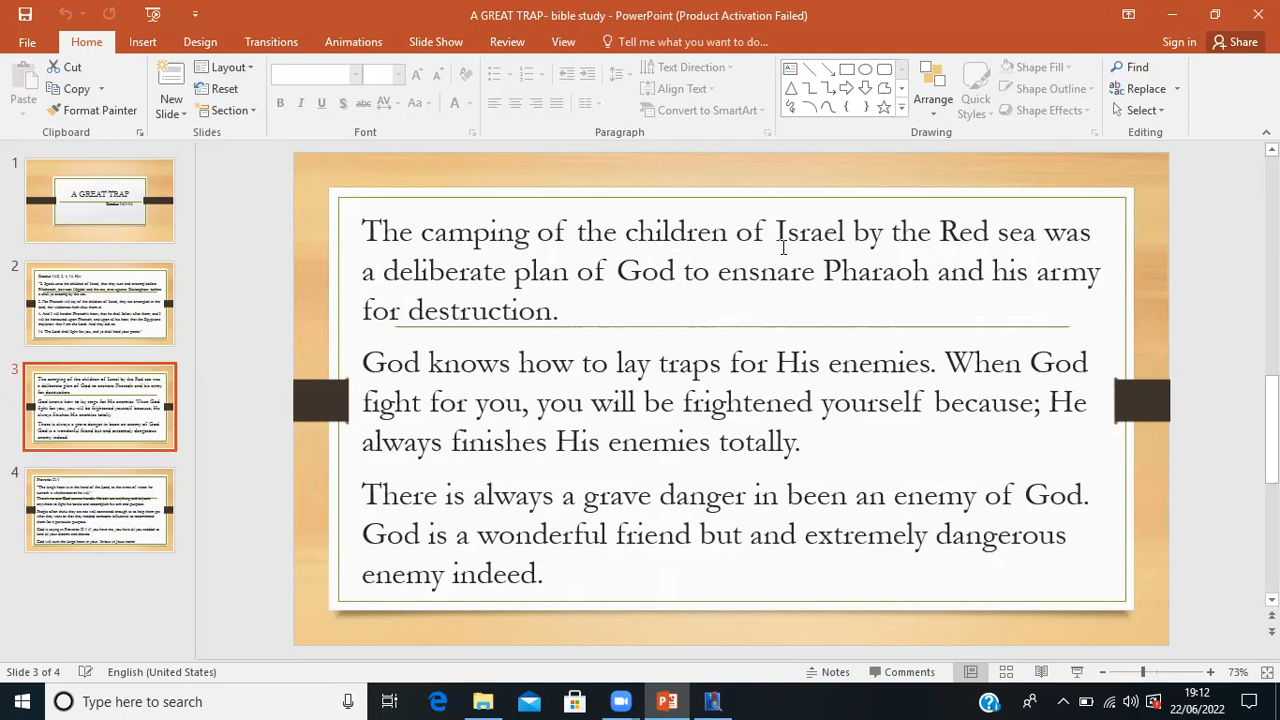 A GREAT TRAP- bible study - PowerPoint (Product Activation Failed)
File Home Insert Design Transitions Animations Slide Show Review View Tell me what you want to do... Sign in Share
Paste
Cut
Copy
Format Painter
Clipboard
New Slide
Layout
Reset
Section
Slides
Font
Text Direction
Align Text
Convert to SmartArt
Paragraph
Arrange
Quick Styles
Shape Fill
Shape Outline
Shape Effects
Drawing
Find
Replace
Select
Editing
1
A GREAT TRAP
2
3
4
The camping of the children of Israel by the Red sea was
a deliberate plan of God to ensnare Pharaoh and his army
for destruction.
God knows how to lay traps for His enemies. When God
fight for you, you will be frightened yourself because; He
always finishes His enemies totally.
There is always a grave danger in been an enemy of God.
God is a wonderful friend but and extremely dangerous
enemy indeed.
Slide 3 of 4 English (United States) Notes Comments 73%
Type here to search
19:12
22/06/2022